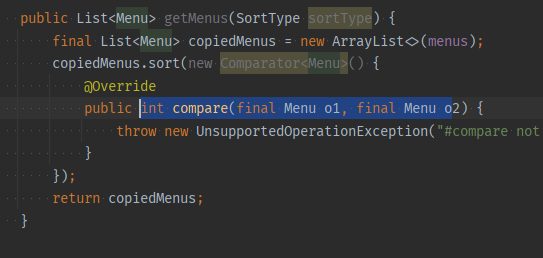 public List<Menu> getMenus(SortType sortType) {
final List<Menu> copiedMenus = new ArrayList<>(menus);
copiedMenus.sort(new Comparator<Menu>() {
@Override
public int compare(final Menu o1, final Menu o2) {
throw new UnsupportedOperationException("#compare not
}
});
return copiedMenus;
}